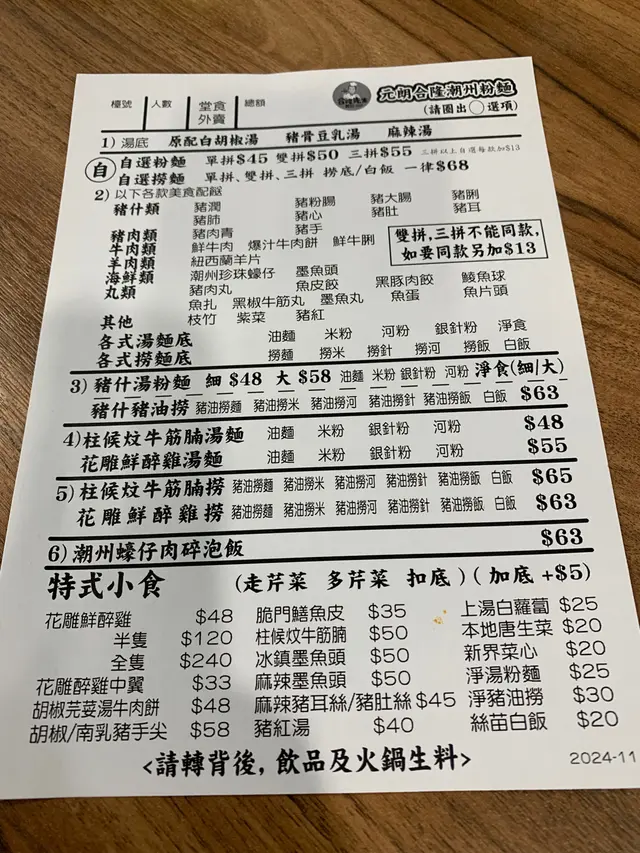 檯號 人數 堂食 總額
外賣
元朗合隆潮州粉麵
(請圈出○選項)
1) 湯底 原配白胡椒湯 豬骨豆乳湯 麻辣湯
自 自選粉麵 單拼$45 雙拼$50 三拼$55 三拼以上自選每款加$13
自選撈麵 單拼、雙拼、三拼 撈底/白飯 一律$68
2) 以下各款美食配餸
豬什類 豬潤 豬粉腸 豬大腸 豬脷
豬肺 豬心 豬肚 豬耳
豬肉類 豬肉青 豬手
牛肉類 鮮牛肉 爆汁牛肉餅 鮮牛脷
羊肉類 紐西蘭羊片
雙拼,三拼不能同款,
如要同款另加$13
海鮮類 潮州珍珠蠔仔 墨魚頭
丸類 豬肉丸 魚皮餃 黑豚肉餃 鯪魚球
魚扎 黑椒牛筋丸 墨魚丸 魚蛋 魚片頭
其他 枝竹 紫菜 豬紅
各式湯麵底 油麵 米粉 河粉 銀針粉 淨食
各式撈麵底 撈麵 撈米 撈針 撈河 撈飯 白飯
3) 豬什湯粉麵 細 $48 大 $58 油麵 米粉 銀針粉 河粉 淨食(細/大)
豬什豬油撈 豬油撈麵 豬油撈米 豬油撈河 豬油撈針 豬油撈飯 白飯 $63
4) 柱候炆牛筋腩湯麵 油麵 米粉 銀針粉 河粉 $48
花雕鮮醉雞湯麵 油麵 米粉 銀針粉 河粉 $55
5) 柱候炆牛筋腩撈 豬油撈麵 豬油撈米 豬油撈河 豬油撈針 豬油撈飯 白飯 $65
花雕鮮醉雞撈 豬油撈麵 豬油撈米 豬油撈河 豬油撈針 豬油撈飯 白飯 $63
6) 潮州蠔仔肉碎泡飯 $63
特式小食 (走芹菜 多芹菜 扣底)(加底 +$5)
花雕鮮醉雞 $48 脆門鱔魚皮 $35 上湯白蘿蔔 $25
半隻 $120 柱候炆牛筋腩 $50 本地唐生菜 $20
全隻 $240 冰鎮墨魚頭 $50 新界菜心 $20
花雕醉雞中翼 $33 麻辣墨魚頭 $50 淨湯粉麵 $25
胡椒芫荽湯牛肉餅 $48 麻辣豬耳絲/豬肚絲 $45 淨豬油撈 $30
胡椒/南乳豬手尖 $58 豬紅湯 $40 絲苗白飯 $20
<請轉背後,飲品及火鍋生料>
2024-11